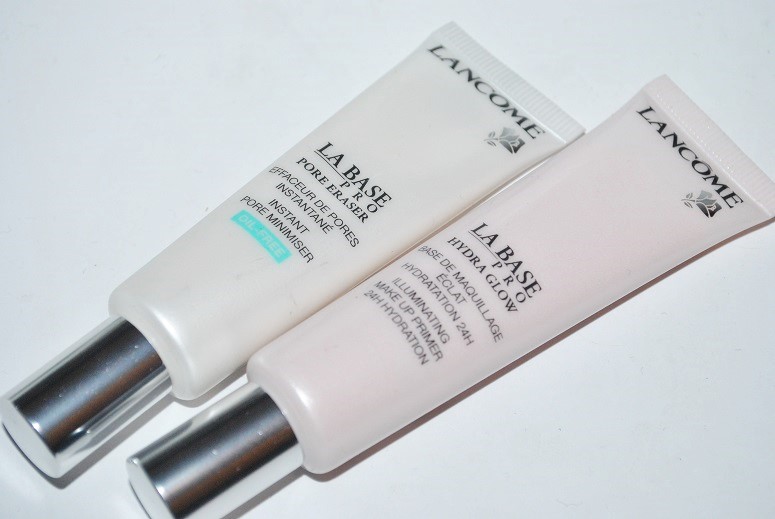 LANCOME
LA BASE
PRO
PORE ERASER
EFFACEUR DE PORES
INSTANTANÉ
INSTANT
PORE MINIMISER
OIL-FREE
LANCOME
LA BASE
PRO
HYDRA GLOW
BASE DE MAQUILLAGE
ÉCLAT
HYDRATATION 24H
ILLUMINATING
MAKE UP PRIMER
24H HYDRATION